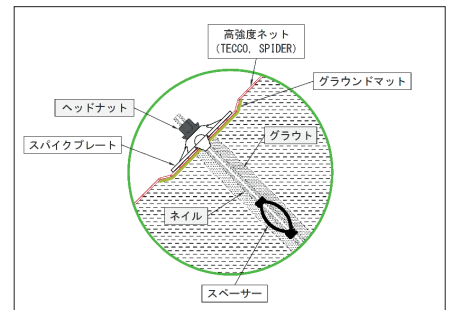 高強度ネット
(TECCO, SPIDER)
グラウンドマット
ヘッドナット
グラウト
スパイクプレート
ネイル
スペーサー